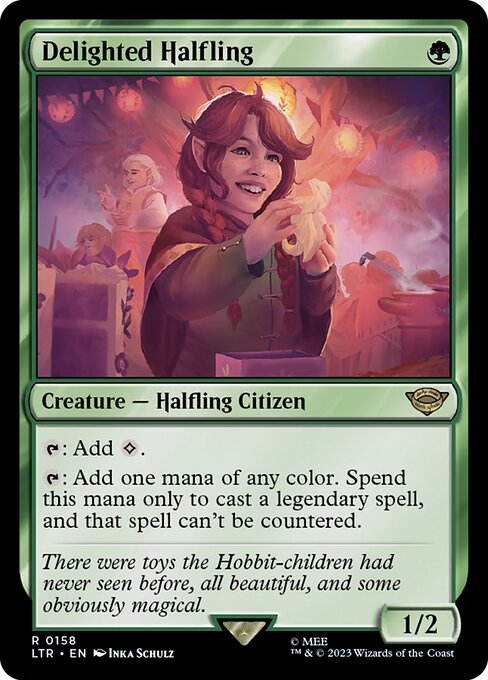 Delighted Halfling
Creature — Halfling Citizen
: Add .
: Add one mana of any color. Spend
this mana only to cast a legendary spell,
and that spell can't be countered.
There were toys the Hobbit-children had
never seen before, all beautiful, and some
obviously magical.
1/2
R 0158
LTR • EN Inka Schulz
© MEE
™ & © 2023 Wizards of the Coast